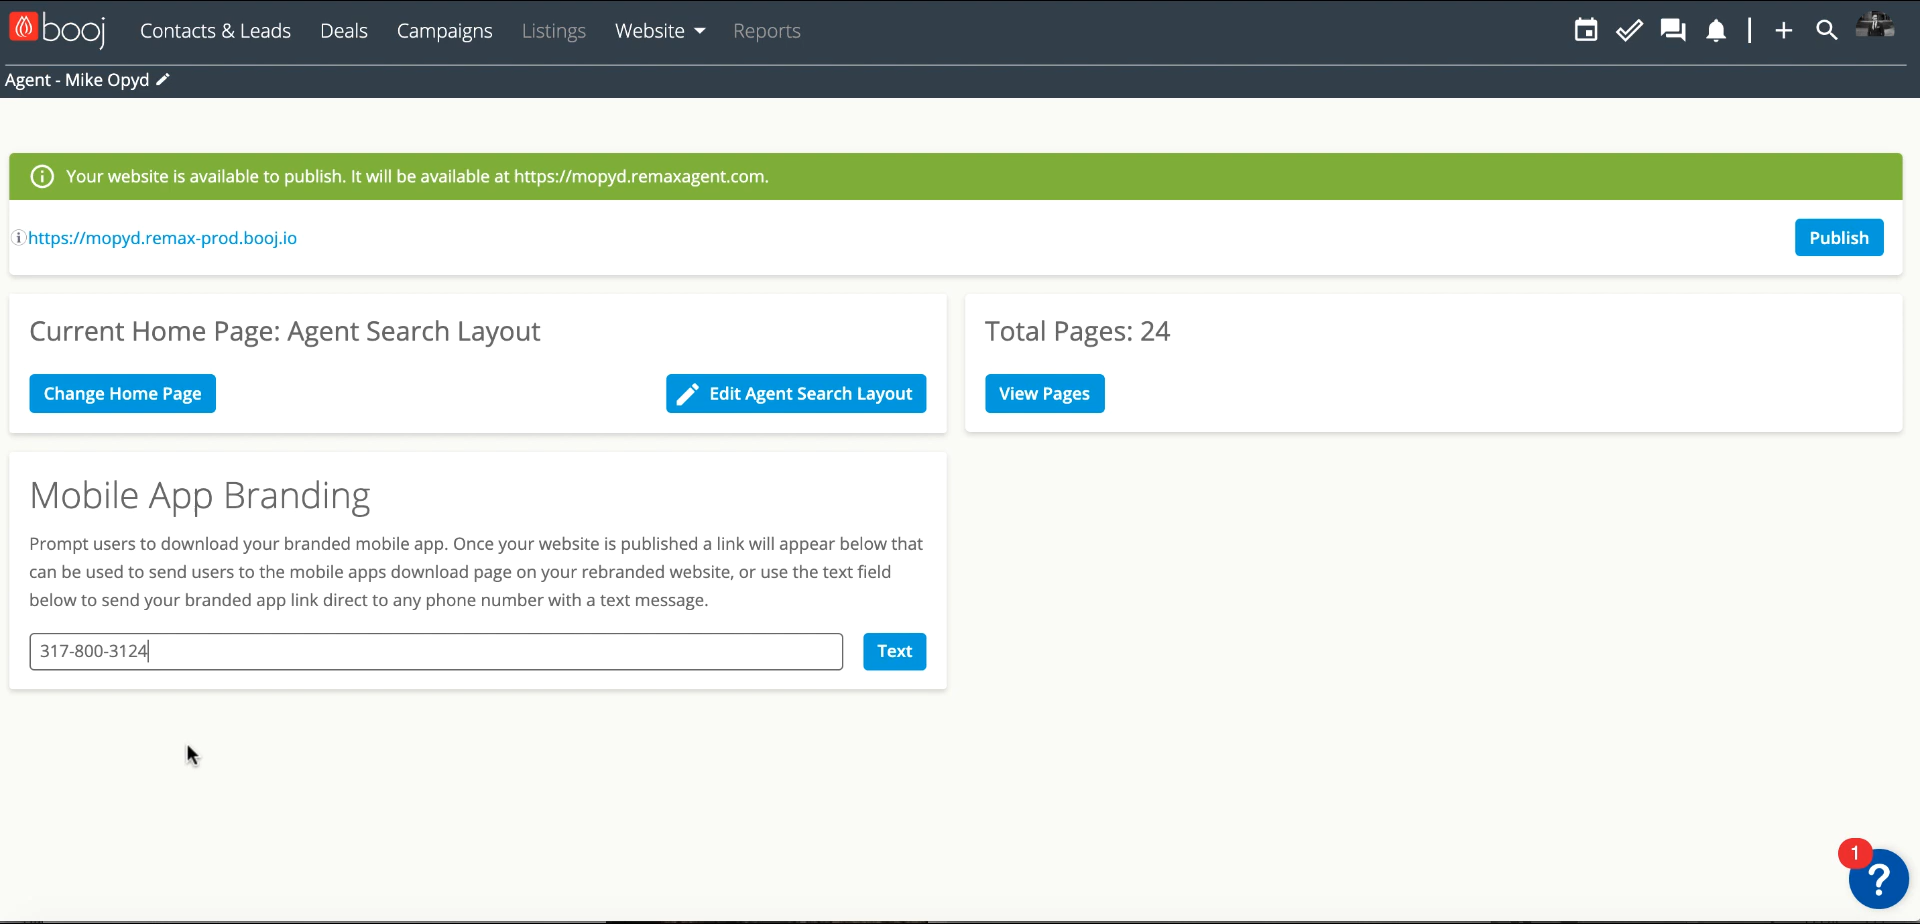 booj Contacts & Leads Deals Campaigns Listings Website Reports
Agent - Mike Opyd
Your website is available to publish. It will be available at https://mopyd.remaxagent.com.
https://mopyd.remax-prod.booj.io
Publish
Current Home Page: Agent Search Layout
Change Home Page
Edit Agent Search Layout
Total Pages: 24
View Pages
Mobile App Branding
Prompt users to download your branded mobile app. Once your website is published a link will appear below that
can be used to send users to the mobile apps download page on your rebranded website, or use the text field
below to send your branded app link direct to any phone number with a text message.
317-800-3124
Text
1
?